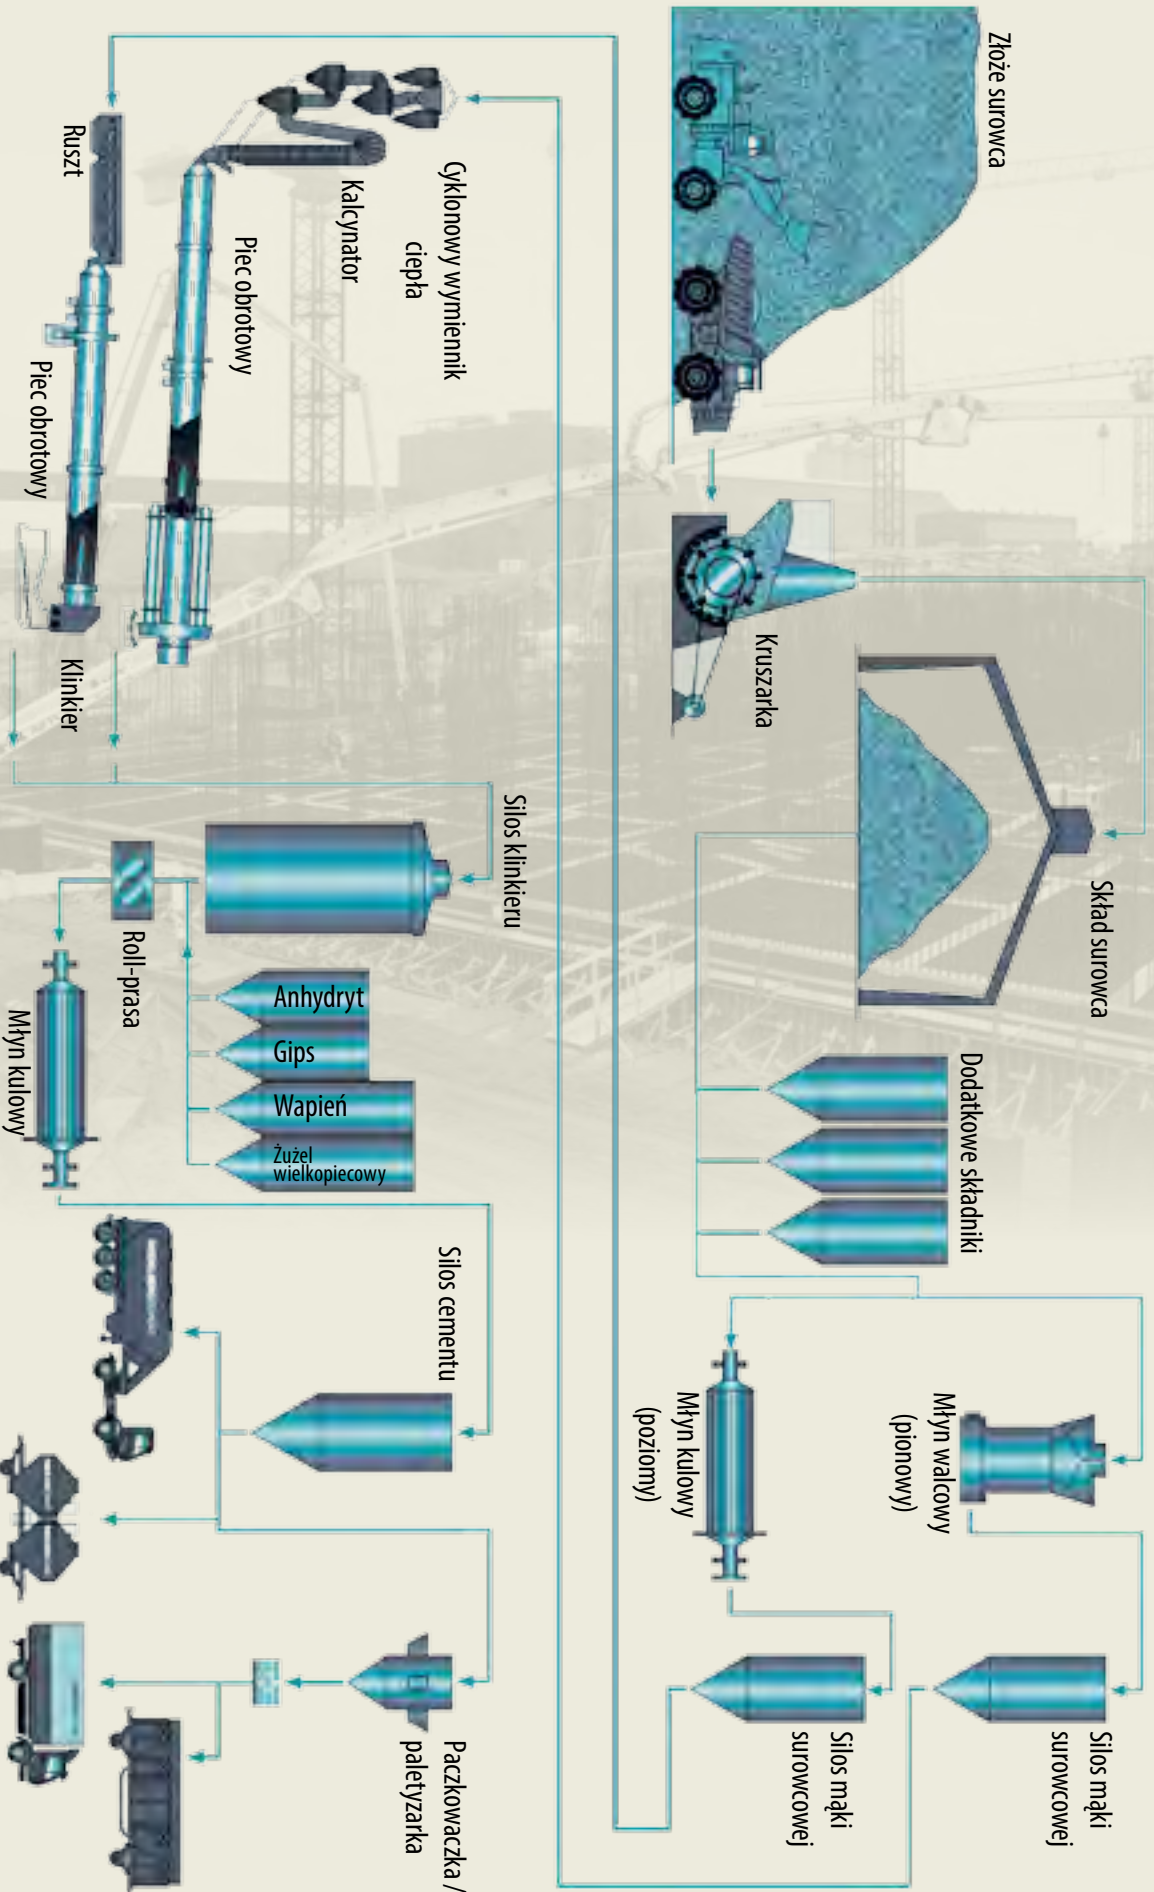 Złoże surowca
Kruszarka
Skład surowca
Dodatkowe składniki
Młyn walcowy
(pionowy)
Młyn kulowy
(poziomy)
Silos mąki
surowcowej
Silos mąki
surowcowej
Cyklonowy wymiennik
ciepła
Kalcynator
Piec obrotowy
Ruszt
Piec obrotowy
Klinkier
Silos klinkieru
Roll-prasa
Młyn kulowy
Anhydryt
Gips
Wapień
Żużel
wielkopiecowy
Silos cementu
Paczkowaczka /
paletyzarka